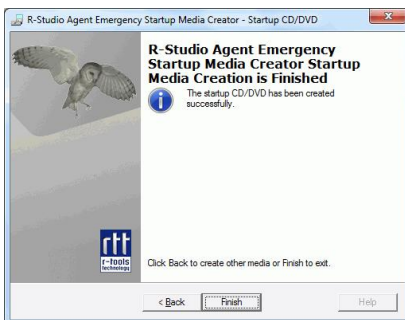 R-Studio Agent Emergency Startup Media Creator - Startup CD/DVD
R-Studio Agent Emergency
Startup Media Creator Startup
Media Creation is Finished
The startup CD/DVD has been created
successfully.
rtt
r-tools
technology
Click Back to create other media or Finish to exit.
< Back
Finish
Help